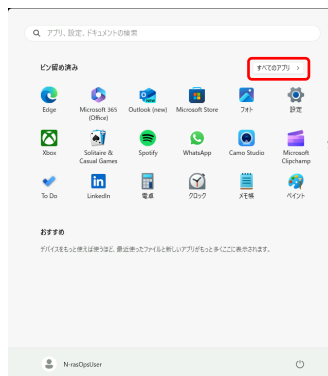 アプリ、設定、ドキュメントの検索
ピン留め済み
すべてのアプリ >
Edge
Microsoft 365 (Office)
Outlook (new)
Microsoft Store
フォト
設定
Xbox
Solitaire & Casual Games
Spotify
WhatsApp
Camo Studio
Microsoft Clipchamp
To Do
LinkedIn
電卓
クロック
メモ帳
ペイント
おすすめ
デバイスをもっと使えば使うほど、最近使ったファイルと新しいアプリがもっと多くここに表示されます。
N-rasOpsUser